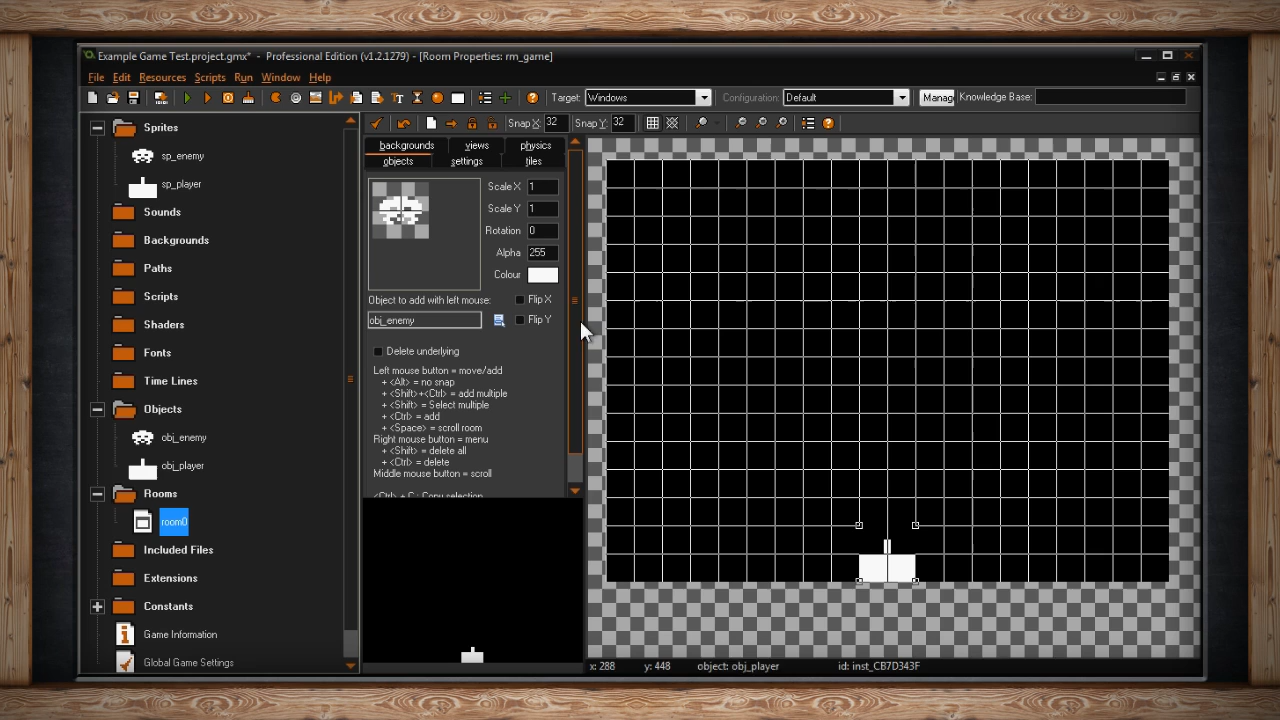 Example Game Test.project.gmx* - Professional Edition (v1.2.1279) - [Room Properties: rm_game]
File Edit Resources Scripts Run Window Help
Target: Windows Configuration: Default Manag Knowledge Base:
Snap X: 32 Snap Y: 32
Sprites
sp_enemy
sp_player
Sounds
Backgrounds
Paths
Scripts
Shaders
Fonts
Time Lines
Objects
obj_enemy
obj_player
Rooms
room0
Included Files
Extensions
Constants
Game Information
Global Game Settings
backgrounds views physics
objects settings tiles
Scale X 1
Scale Y 1
Rotation 0
Alpha 255
Colour
Object to add with left mouse: Flip X
obj_enemy Flip Y
Delete underlying
Left mouse button = move/add
+ <Alt> = no snap
+ <Shift>+<Ctrl> = add multiple
+ <Shift> = Select multiple
+ <Ctrl> = add
+ <Space> = scroll room
Right mouse button = menu
+ <Shift> = delete all
+ <Ctrl> = delete
Middle mouse button = scroll
<Ctrl> + C : Copy selection
x: 288 y: 448 object: obj_player id: inst_CB7D343F